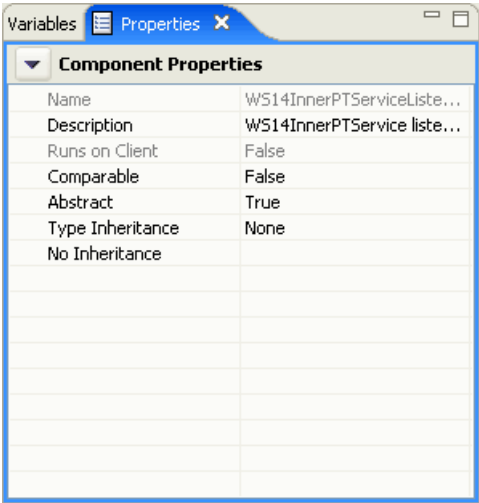 Variables Properties
Component Properties
Name WS14InnerPTServiceListe...
Description WS14InnerPTService liste...
Runs on Client False
Comparable False
Abstract True
Type Inheritance None
No Inheritance